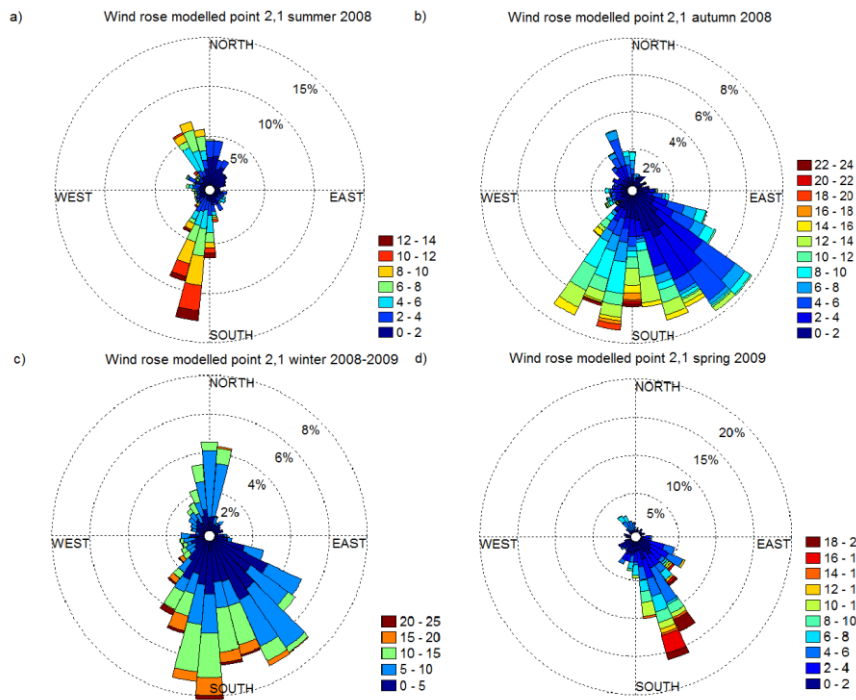 a)
Wind rose modelled point 2,1 summer 2008
NORTH
15%
10%
5%
WEST
EAST
SOUTH
12 - 14
10 - 12
8 - 10
6 - 8
4 - 6
2 - 4
0 - 2
b)
Wind rose modelled point 2,1 autumn 2008
NORTH
8%
6%
4%
2%
WEST
EAST
SOUTH
22 - 24
20 - 22
18 - 20
16 - 18
14 - 16
12 - 14
10 - 12
8 - 10
6 - 8
4 - 6
2 - 4
0 - 2
c)
Wind rose modelled point 2,1 winter 2008-2009
NORTH
8%
6%
4%
2%
WEST
EAST
SOUTH
20 - 25
15 - 20
10 - 15
5 - 10
0 - 5
d)
Wind rose modelled point 2,1 spring 2009
NORTH
20%
15%
10%
5%
WEST
EAST
SOUTH
18 - 2
16 - 1
14 - 1
12 - 1
10 - 1
8 - 10
6 - 8
4 - 6
2 - 4
0 - 2